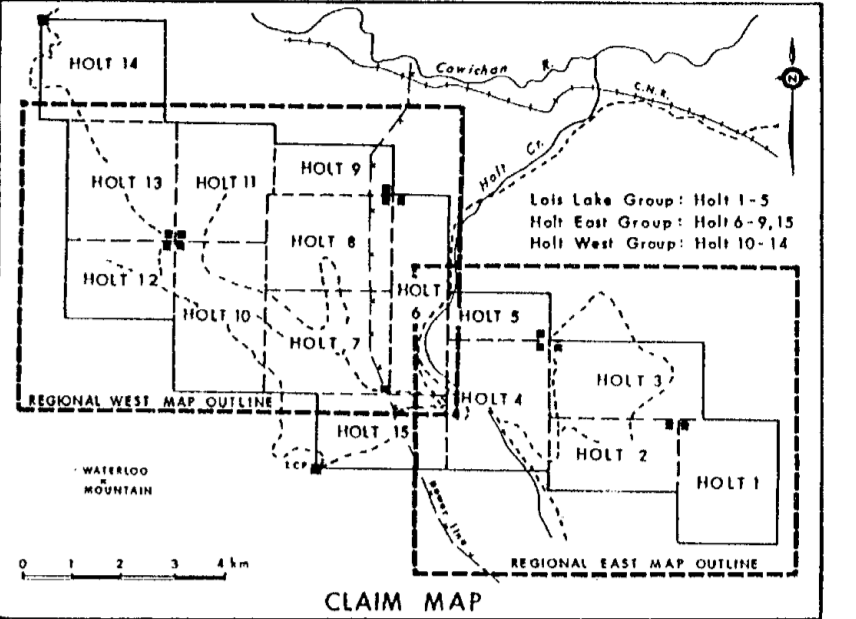 HOLT 14
Cowichan R.
C.N.R.
N
Holt Cr.
HOLT 9
HOLT 13
HOLT 11
Lois Lake Group: Holt 1-5
Holt East Group: Holt 6-9,15
Holt West Group: Holt 10-14
HOLT 8
HOLT 12
HOLT
6
HOLT 10
HOLT 5
HOLT 7
HOLT 3
HOLT 4
REGIONAL WEST MAP OUTLINE
HOLT 15
HOLT 2
L.C.P.
WATERLOO
MOUNTAIN
HOLT 1
Power line
0 1 2 3 4 km
REGIONAL EAST MAP OUTLINE
CLAIM MAP